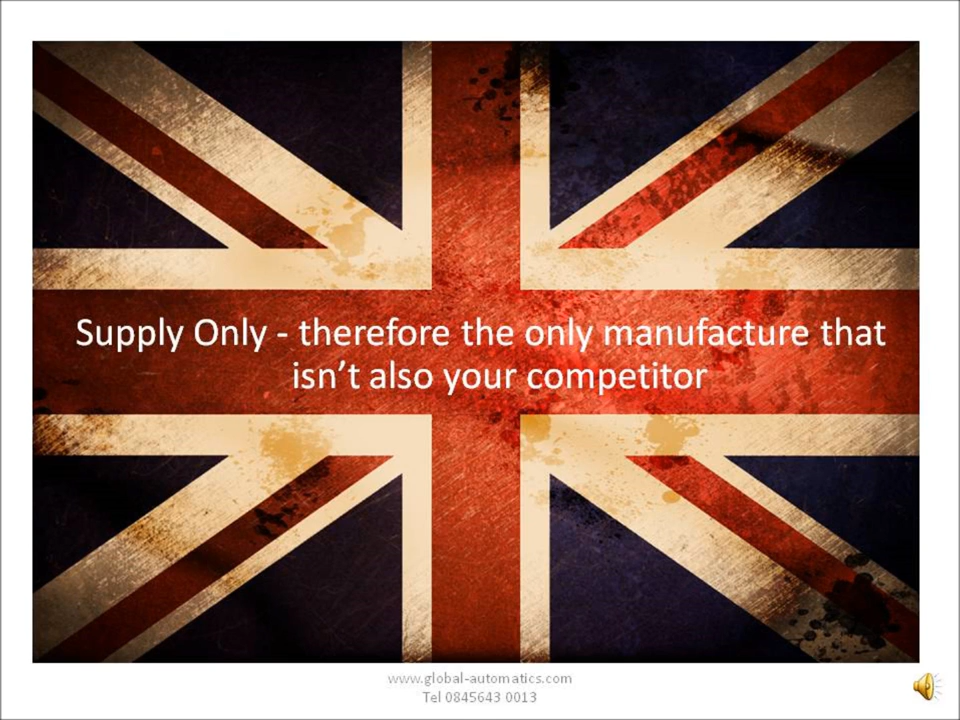 Supply Only - therefore the only manufacture that
isn't also your competitor
www.global-automatics.com
Tel 0845643 0013